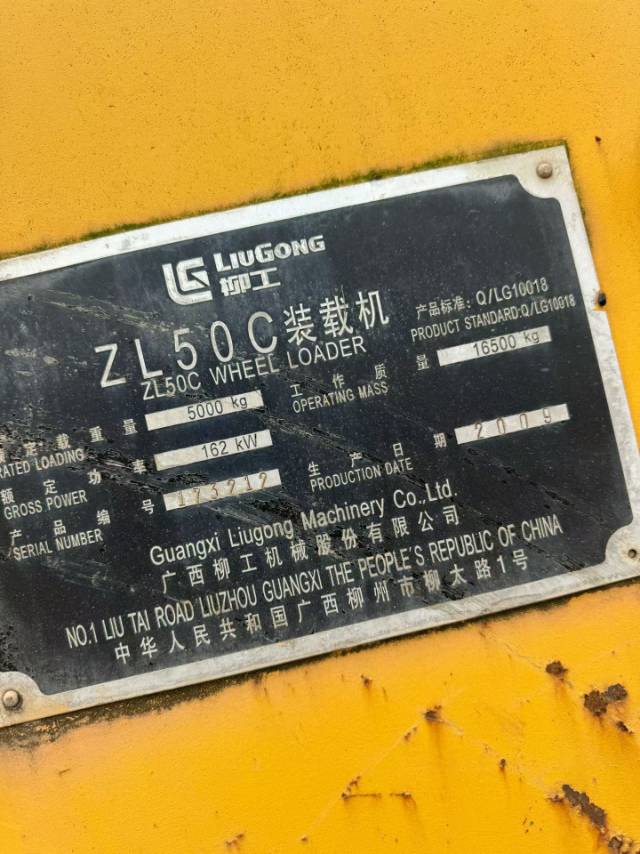 LIUGONG
柳工
ZL50C装载机
ZL50C WHEEL LOADER
产品标准: Q/LG10018
PRODUCT STANDARD:Q/LG10018
定载重量 5000 kg
RATED LOADING
工作质量 16500 kg
OPERATING MASS
额定功率 162 kW
GROSS POWER
生产日期 2009
PRODUCTION DATE
产品编号
SERIAL NUMBER
Guangxi Liugong Machinery Co.,Ltd.
广西柳工机械股份有限公司
NO.1 LIU TAI ROAD LIUZHOU GUANGXI THE PEOPLE'S REPUBLIC OF CHINA
中华人民共和国广西柳州市柳太路1号